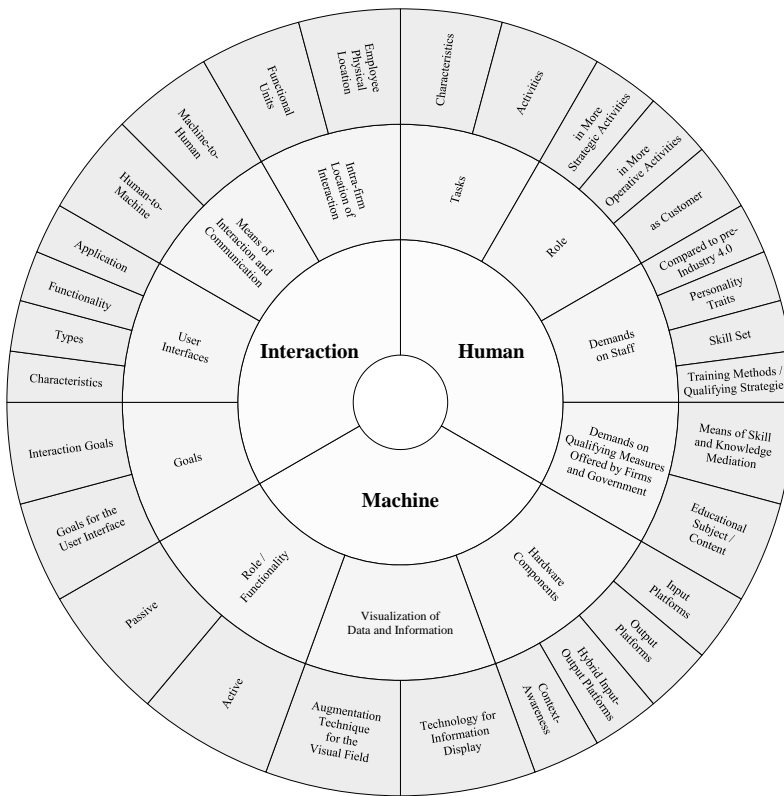 Interaction
Human
Machine
Tasks
Role
Demands
on Staff
Demands on
Qualifying Measures
Offered by Firms
and Government
Hardware
Components
Visualization of
Data and Information
Role /
Functionality
Goals
User
Interfaces
Means of
Interaction and
Communication
Intra-firm
Location of
Interaction
Characteristics
Activities
in More
Strategic Activities
in More
Operative Activities
as Customer
Compared to pre-
Industry 4.0
Personality
Traits
Skill Set
Training Methods /
Qualifying Strategies
Means of Skill
and Knowledge
Mediation
Educational
Subject /
Content
Input
Platforms
Output
Platforms
Hybrid Input-
Output Platforms
Context-
Awareness
Technology for
Information
Display
Augmentation
Technique
for the
Visual Field
Active
Passive
Goals for the
User Interface
Interaction Goals
Characteristics
Types
Functionality
Application
Human-to-
Machine
Machine-to-
Human
Functional
Units
Employee
Physical
Location